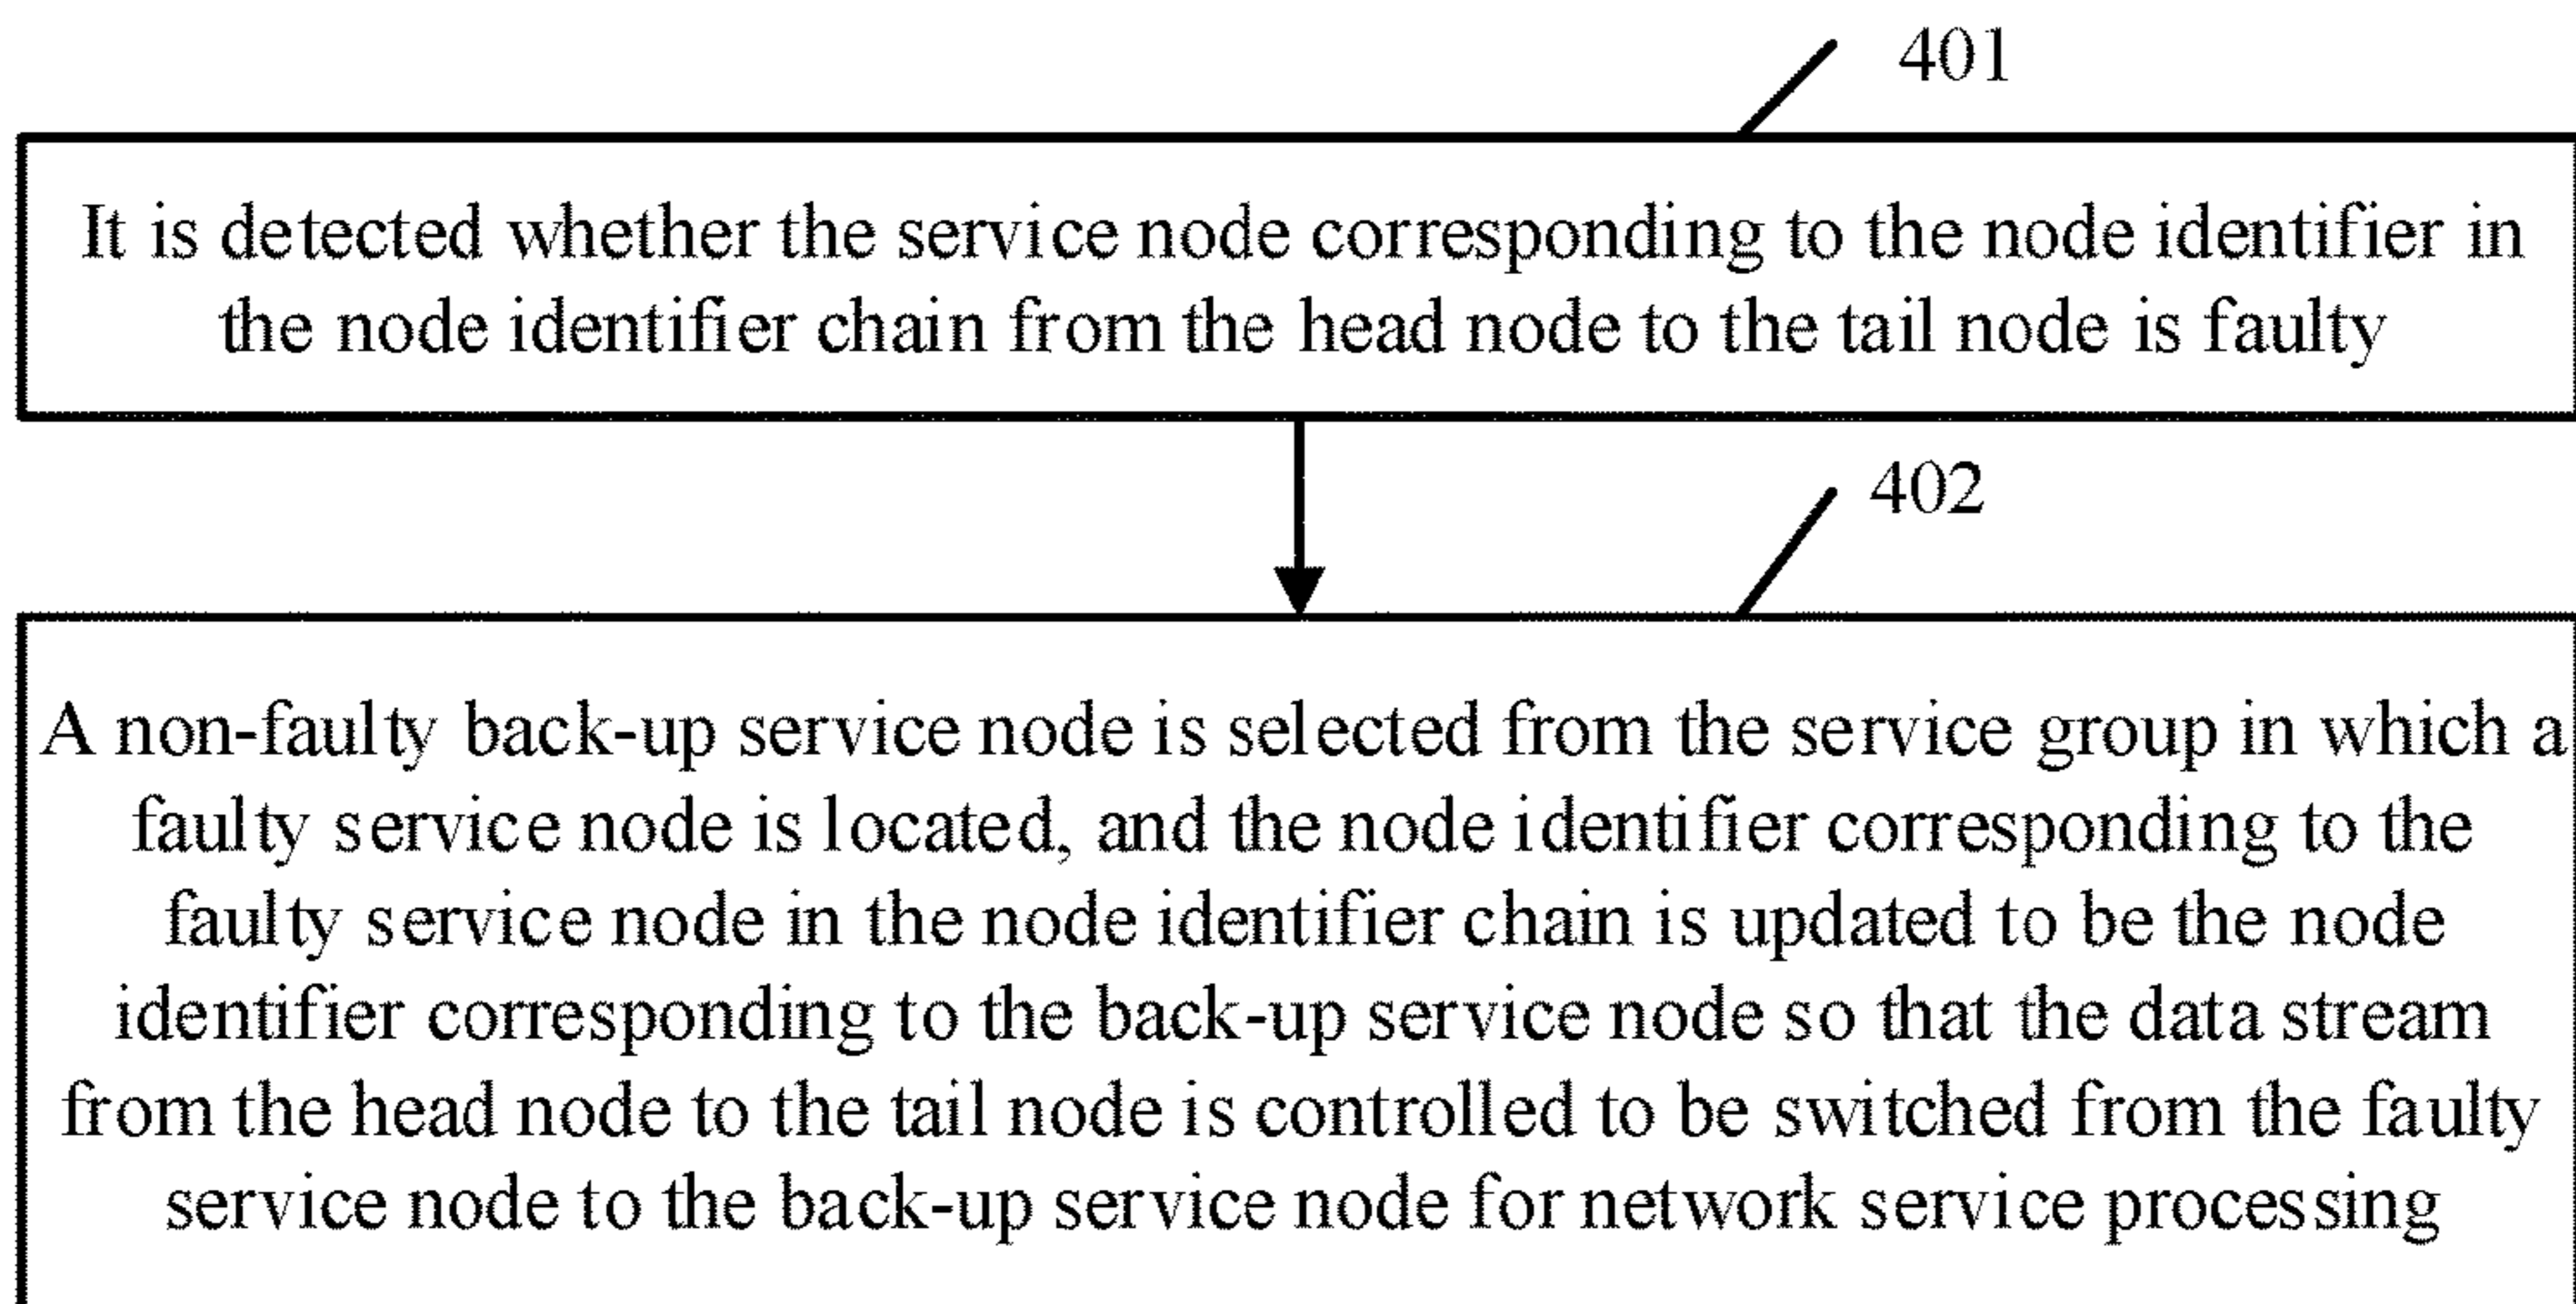 401
It is detected whether the service node corresponding to the node identifier in
the node identifier chain from the head node to the tail node is faulty
402
A non-faulty back-up service node is selected from the service group in which a
faulty service node is located, and the node identifier corresponding to the
faulty service node in the node identifier chain is updated to be the node
identifier corresponding to the back-up service node so that the data stream
from the head node to the tail node is controlled to be switched from the faulty
service node to the back-up service node for network service processing